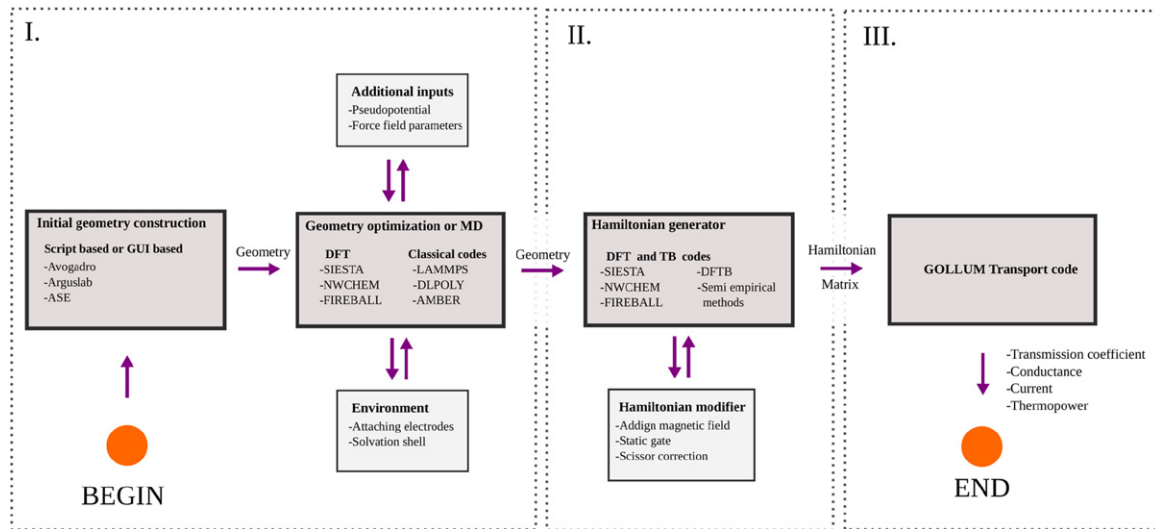 I.
II.
III.
Additional inputs
-Pseudopotential
-Force field parameters
Initial geometry construction
Script based or GUI based
-Avogadro
-Arguslab
-ASE
Geometry
Geometry optimization or MD
DFT
-SIESTA
-NWCHEM
-FIREBALL
Classical codes
-LAMMPS
-DLPOLY
-AMBER
Geometry
Hamiltonian generator
DFT and TB codes
-SIESTA
-NWCHEM
-FIREBALL
-DFTB
-Semi empirical
methods
Hamiltonian
Matrix
GOLLUM Transport code
-Transmission coefficient
-Conductance
-Current
-Thermopower
Environment
-Attaching electrodes
-Solvation shell
Hamiltonian modifier
-Addign magnetic field
-Static gate
-Scissor correction
BEGIN
END